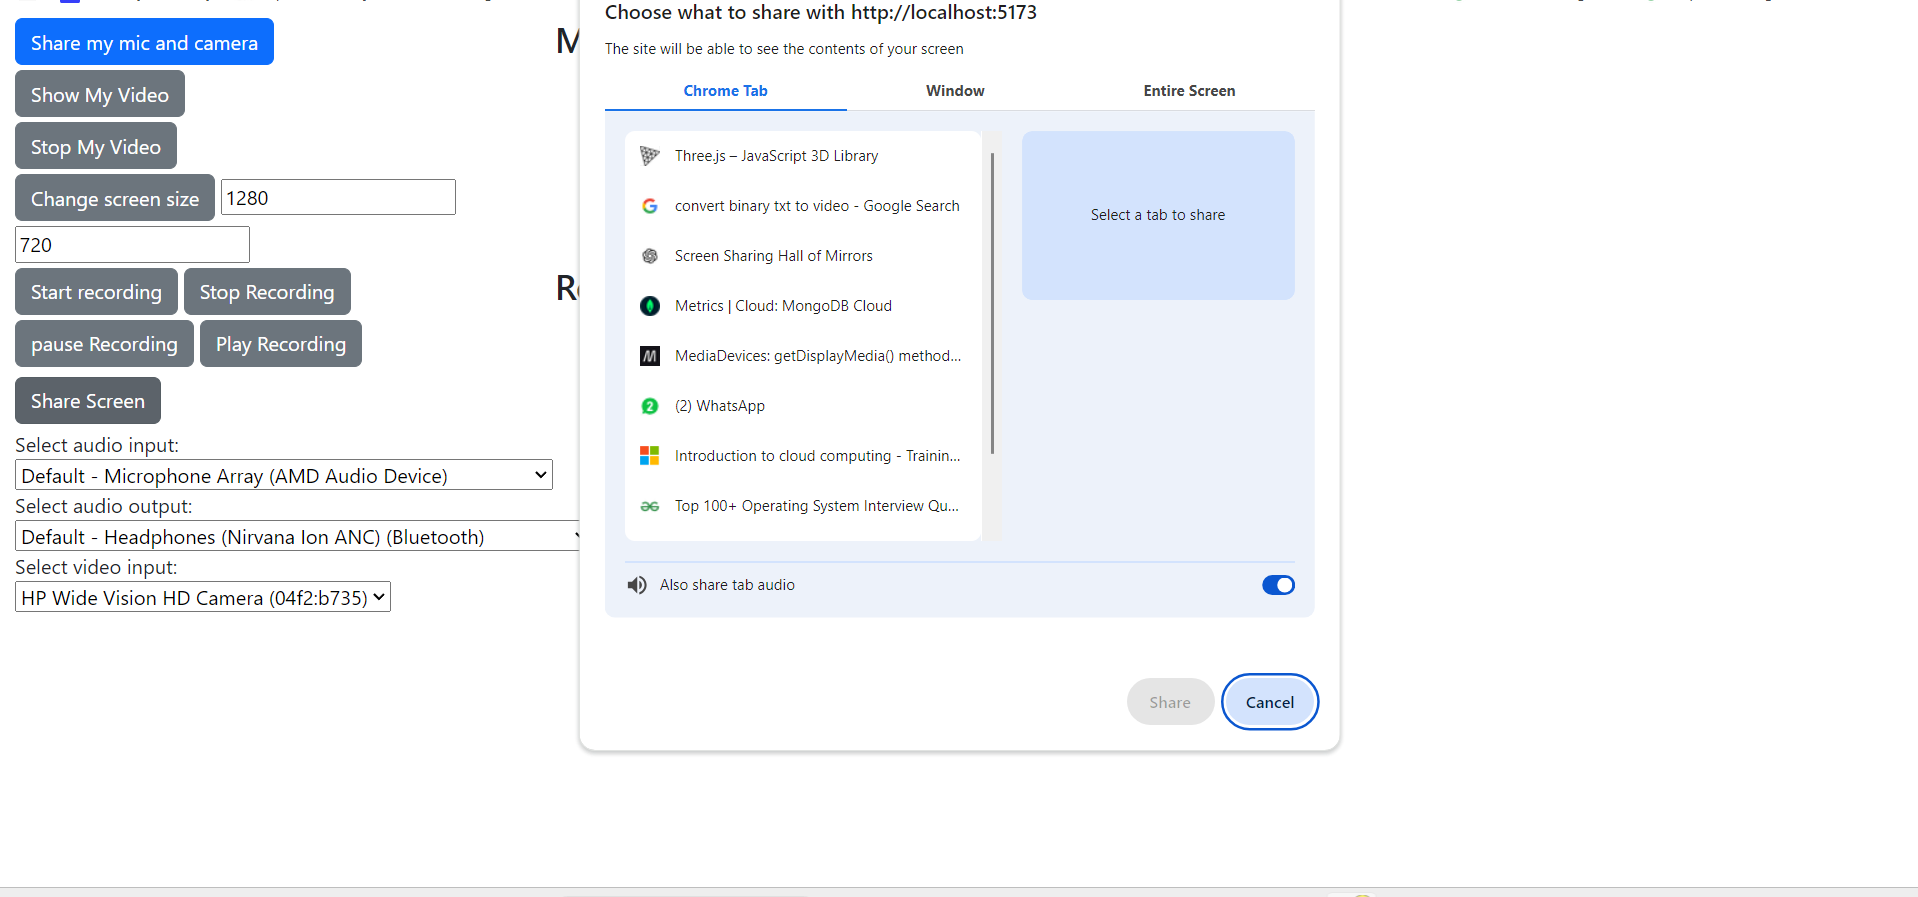 Share my mic and camera
Show My Video
Stop My Video
Change screen size 1280
720
Start recording Stop Recording
pause Recording Play Recording
Share Screen
Select audio input:
Default - Microphone Array (AMD Audio Device)
Select audio output:
Default - Headphones (Nirvana Ion ANC) (Bluetooth)
Select video input:
HP Wide Vision HD Camera (04f2:b735)
M
Re
Choose what to share with http://localhost:5173
The site will be able to see the contents of your screen
Chrome Tab Window Entire Screen
Three.js – JavaScript 3D Library
convert binary txt to video - Google Search
Screen Sharing Hall of Mirrors
Metrics | Cloud: MongoDB Cloud
MediaDevices: getDisplayMedia() method...
(2) WhatsApp
Introduction to cloud computing - Trainin...
Top 100+ Operating System Interview Qu...
Select a tab to share
Also share tab audio
Share Cancel